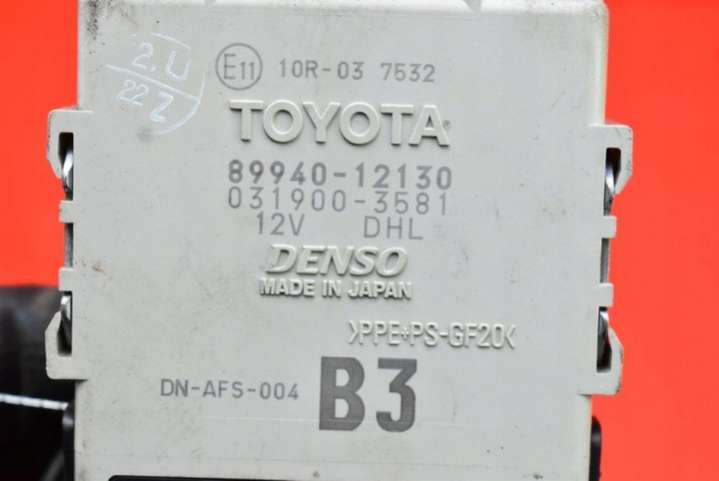 2.U
22Z
E11 10R-03 7532
TOYOTA
89940-12130
031900-3581
12V DHL
DENSO
MADE IN JAPAN
>PPE+PS-GF20<
DN-AFS-004 B3